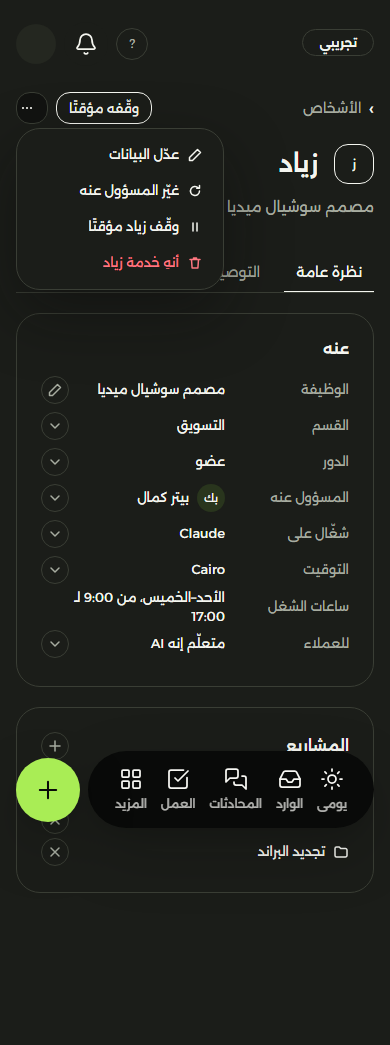 تجريبي
?
الأشخاص
وقّفه مؤقتًا
...
ز
زياد
مصمم سوشيال ميديا
عدّل البيانات
غيّر المسؤول عنه
وقّف زياد مؤقتًا
أنهِ خدمة زياد
نظرة عامة
عنه
الوظيفة مصمم سوشيال ميديا
القسم التسويق
الدور عضو
المسؤول عنه بك بيتر كمال
شغّال على Claude
التوقيت Cairo
ساعات الشغل الأحد–الخميس، من 9:00 لـ
17:00
للعملاء متعلّم إنه AI
المشاريع
يومي الوارد المحادثات العمل المزيد
تجديد البراند